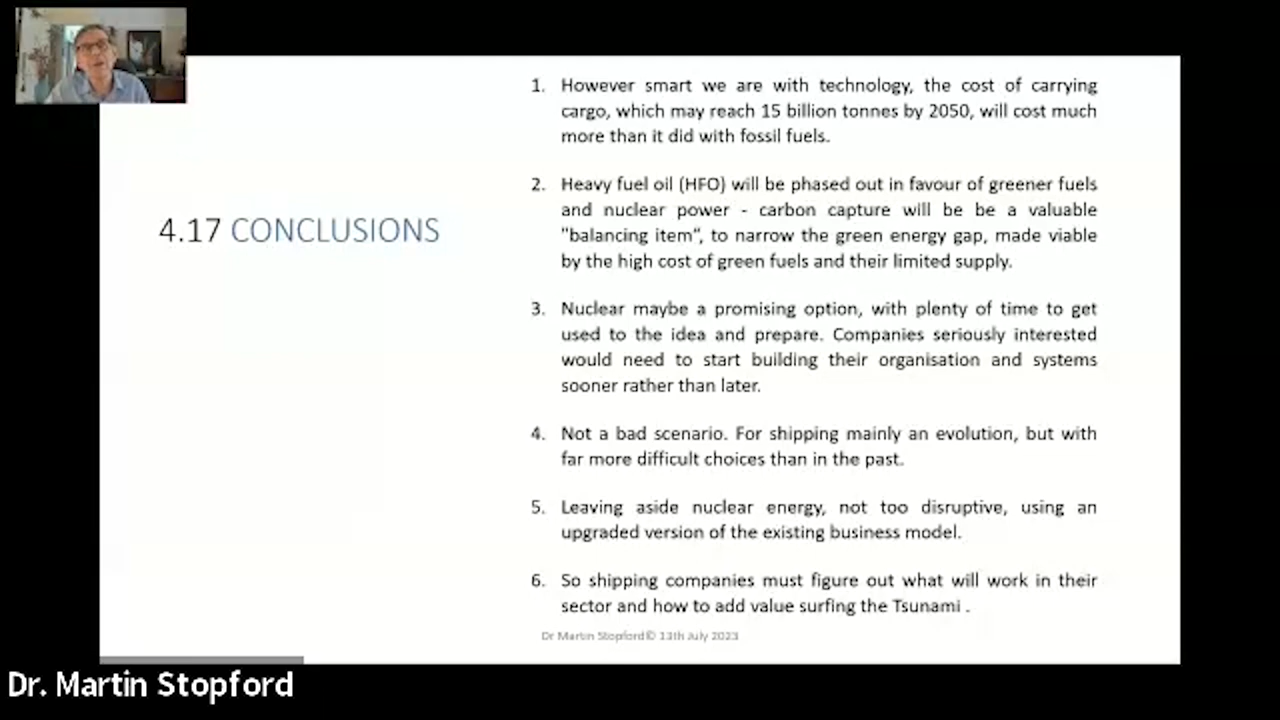 4.17 CONCLUSIONS
1. However smart we are with technology, the cost of carrying
cargo, which may reach 15 billion tonnes by 2050, will cost much
more than it did with fossil fuels.
2. Heavy fuel oil (HFO) will be phased out in favour of greener fuels
and nuclear power - carbon capture will be be a valuable
"balancing item", to narrow the green energy gap, made viable
by the high cost of green fuels and their limited supply.
3. Nuclear maybe a promising option, with plenty of time to get
used to the idea and prepare. Companies seriously interested
would need to start building their organisation and systems
sooner rather than later.
4. Not a bad scenario. For shipping mainly an evolution, but with
far more difficult choices than in the past.
5. Leaving aside nuclear energy, not too disruptive, using an
upgraded version of the existing business model.
6. So shipping companies must figure out what will work in their
sector and how to add value surfing the Tsunami .
Dr Martin Stopford© 13th July 2023
Dr. Martin Stopford